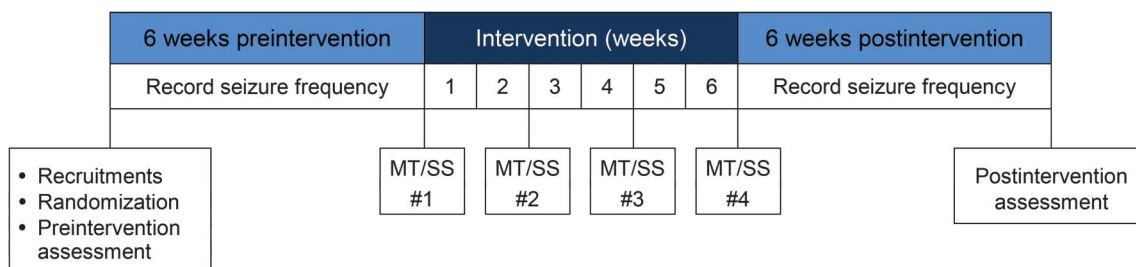 6 weeks preintervention
Intervention (weeks)
6 weeks postintervention
Record seizure frequency
1
2
3
4
5
6
Record seizure frequency
• Recruitments
• Randomization
• Preintervention
assessment
MT/SS
#1
MT/SS
#2
MT/SS
#3
MT/SS
#4
Postintervention
assessment